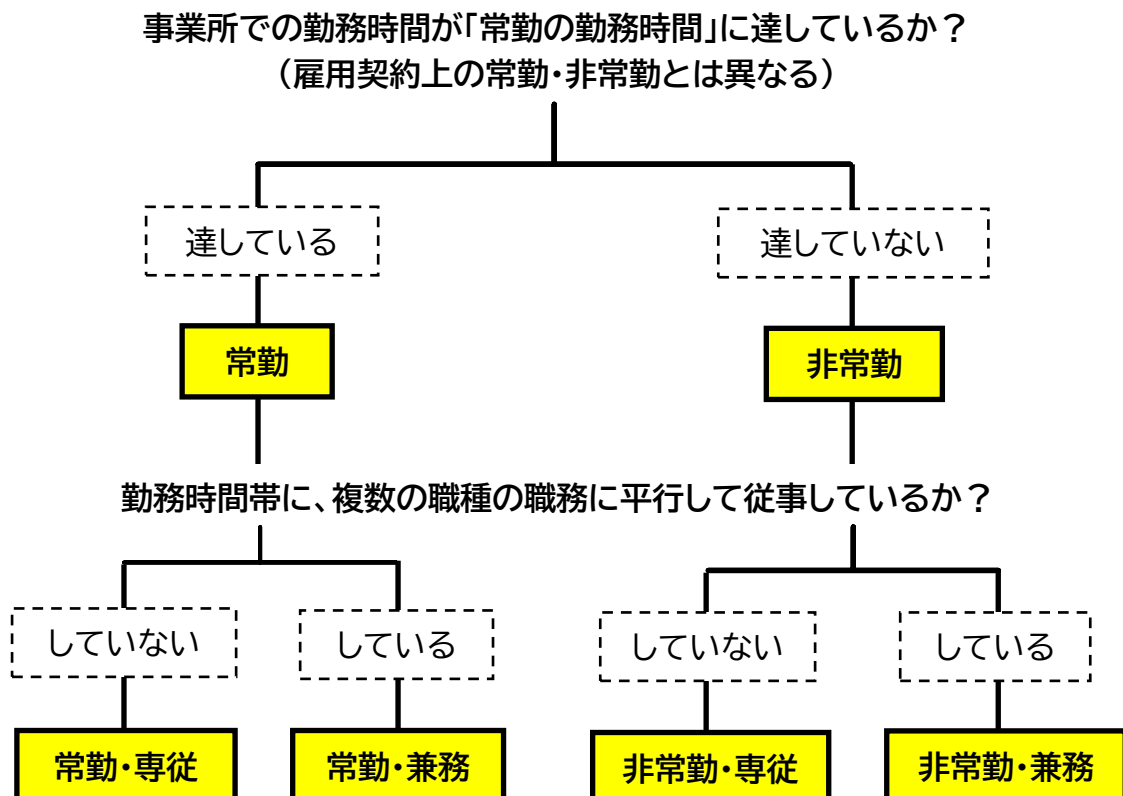 事業所での勤務時間が「常勤の勤務時間」に達しているか？
（雇用契約上の常勤・非常勤とは異なる）
達している
達していない
常勤
非常勤
勤務時間帯に、複数の職種の職務に平行して従事しているか？
していない
している
していない
している
常勤・専従
常勤・兼務
非常勤・専従
非常勤・兼務